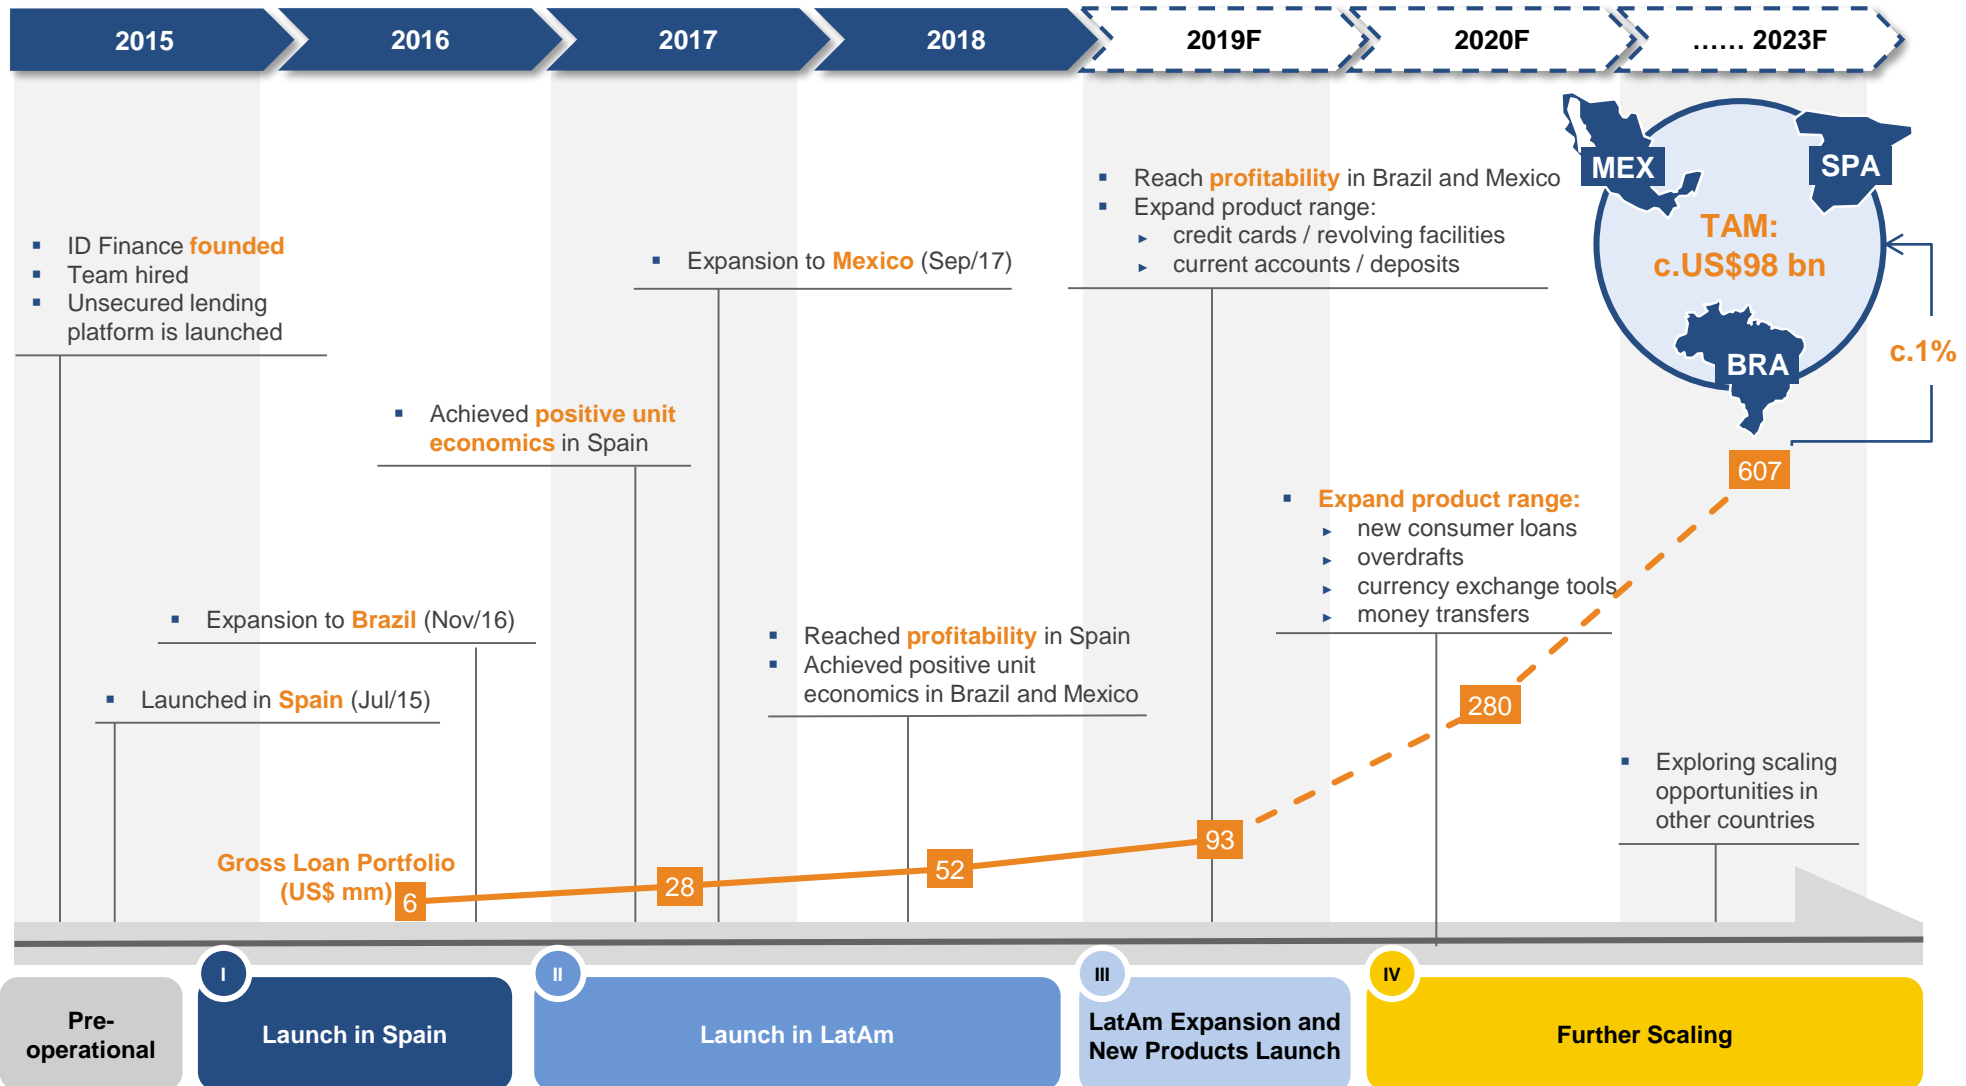 2015
2016
2017
2018
2019F
2020F
…… 2023F
MEX
SPA
TAM:
c.US$98 bn
BRA
c.1%
▪ Reach profitability in Brazil and Mexico
▪ Expand product range:
► credit cards / revolving facilities
► current accounts / deposits
▪ ID Finance founded
▪ Team hired
▪ Unsecured lending
platform is launched
▪ Expansion to Mexico (Sep/17)
▪ Achieved positive unit
economics in Spain
607
▪ Expand product range:
► new consumer loans
► overdrafts
► currency exchange tools
► money transfers
▪ Expansion to Brazil (Nov/16)
▪ Reached profitability in Spain
▪ Achieved positive unit
economics in Brazil and Mexico
▪ Launched in Spain (Jul/15)
280
▪ Exploring scaling
opportunities in
other countries
Gross Loan Portfolio
(US$ mm)
6
28
52
93
I
II
III
IV
Pre-
operational
Launch in Spain
Launch in LatAm
LatAm Expansion and
New Products Launch
Further Scaling